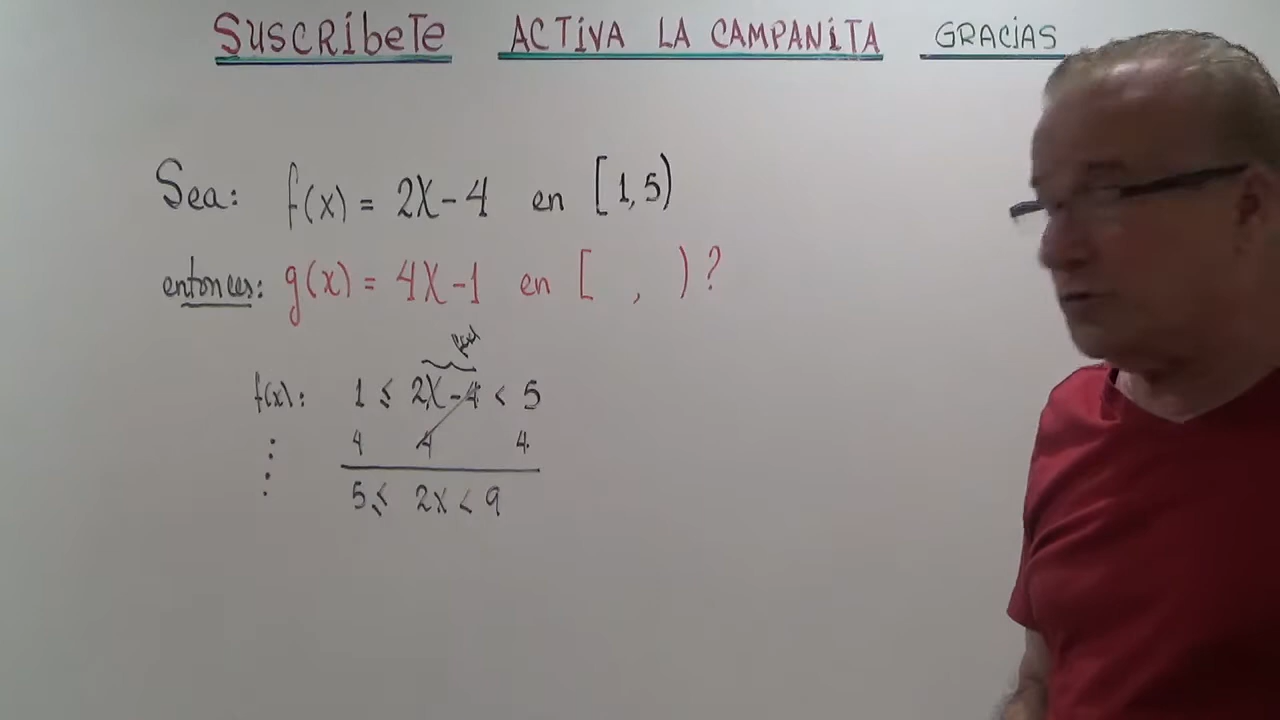 SUSCRIBETE ACTIVA LA CAMPANITA GRACIAS
Sea: f(x) = 2X - 4 en [1, 5)
entonces: g(x) = 4X - 1 en [ , ) ?
f(x)
f(x): 1 ≤ 2X - 4 < 5
4 4 4
5 ≤ 2x < 9